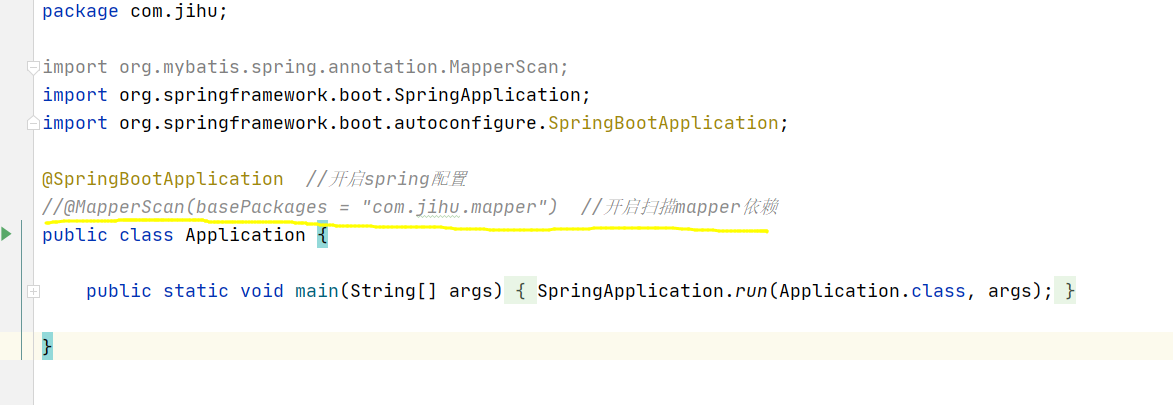 package com.jihu;
import org.mybatis.spring.annotation.MapperScan;
import org.springframework.boot.SpringApplication;
import org.springframework.boot.autoconfigure.SpringBootApplication;
@SpringBootApplication  //开启spring配置
//@MapperScan(basePackages = "com.jihu.mapper")  //开启扫描mapper依赖
public class Application {
public static void main(String[] args) { SpringApplication.run(Application.class, args); }
}